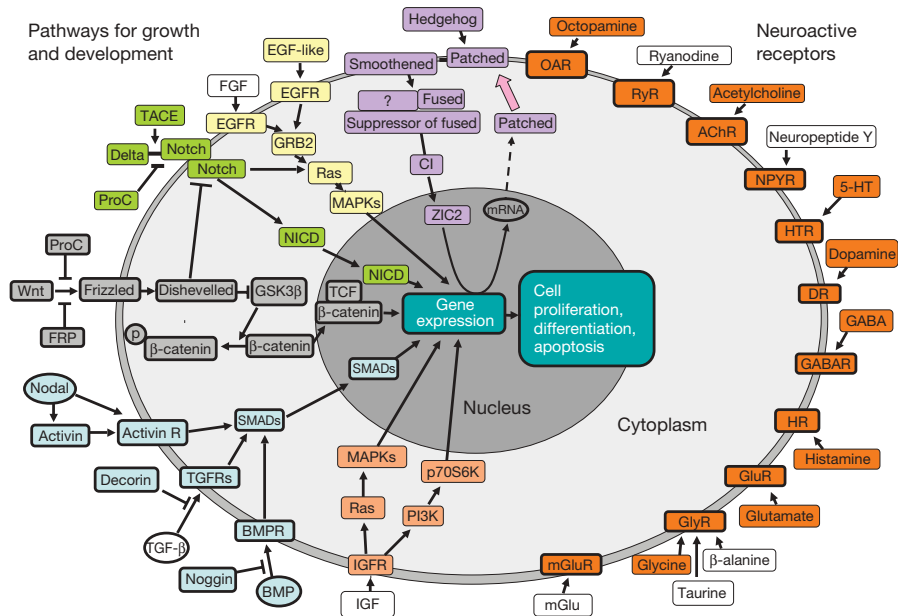 Pathways for growth
and development
Neuroactive
receptors
Hedgehog
Smoothened
Patched
?
Fused
Suppressor of fused
CI
ZIC2
Patched
mRNA
EGF-like
EGFR
FGF
EGFR
GRB2
Ras
MAPKs
TACE
Delta
Notch
Notch
ProC
NICD
NICD
ProC
Wnt
FRP
Frizzled
Dishevelled
GSK3β
p
β-catenin
β-catenin
TCF
β-catenin
Gene
expression
Cell
proliferation,
differentiation,
apoptosis
Nucleus
Cytoplasm
Nodal
Activin
Activin R
SMADs
SMADs
Decorin
TGFRs
TGF-β
BMPR
Noggin
BMP
MAPKs
Ras
p70S6K
PI3K
IGFR
IGF
Octopamine
OAR
Ryanodine
RyR
Acetylcholine
AChR
Neuropeptide Y
NPYR
5-HT
HTR
Dopamine
DR
GABA
GABAR
HR
Histamine
GluR
Glutamate
GlyR
Glycine
β-alanine
Taurine
mGluR
mGlu